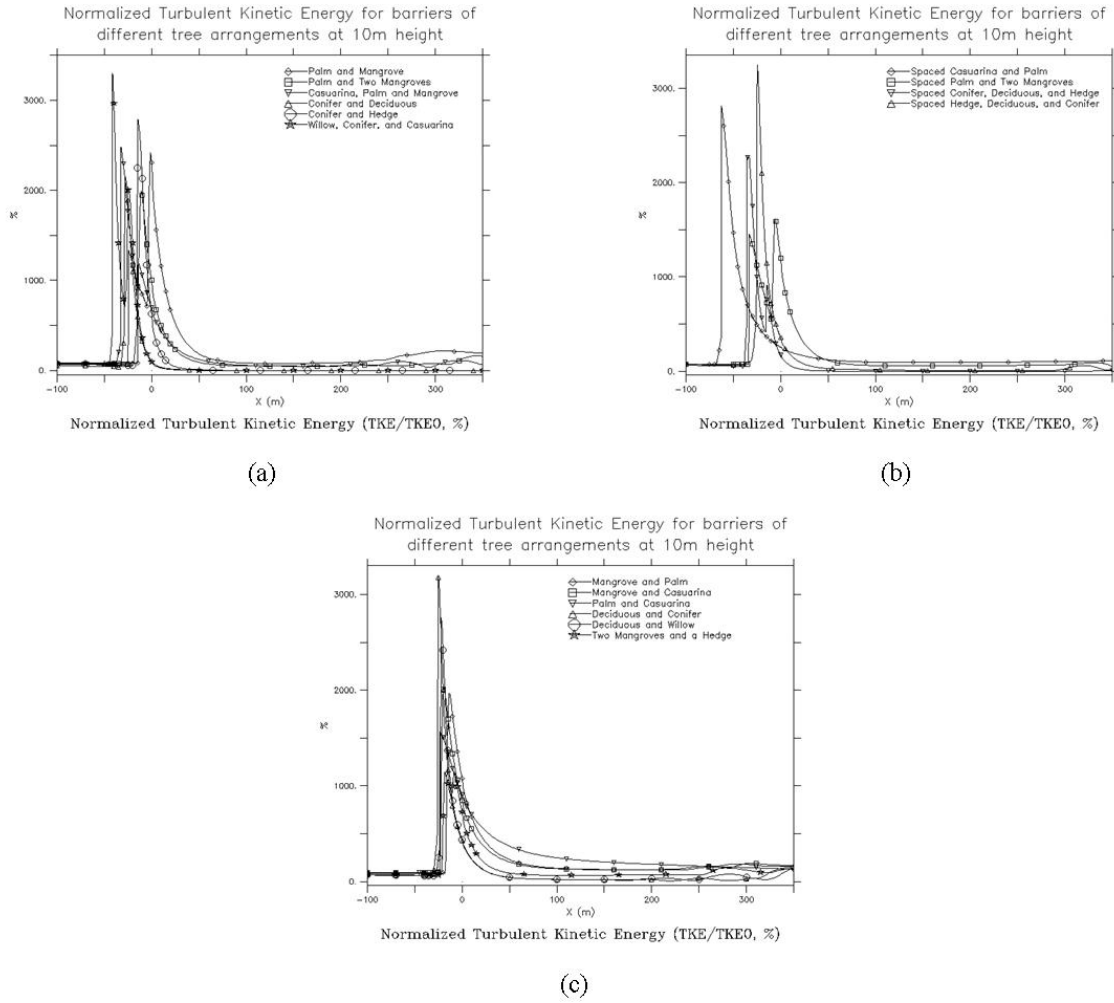 Normalized Turbulent Kinetic Energy for barriers of
different tree arrangements at 10m height
Palm and Mangrove
Palm and Two Mangroves
Casuarina, Palm and Mangrove
Conifer and Deciduous
Conifer and Hedge
Willow, Conifer, and Casuarina
3000.
2000.
%
1000.
0.
-100
0
100
200
300
X (m)
Normalized Turbulent Kinetic Energy (TKE/TKE0, %)
(a)
Normalized Turbulent Kinetic Energy for barriers of
different tree arrangements at 10m height
Spaced Casuarina and Palm
Spaced Palm and Two Mangroves
Spaced Conifer, Deciduous, and Hedge
Spaced Hedge, Deciduous, and Conifer
3000.
2000.
%
1000.
0.
-100
0
100
200
300
X (m)
Normalized Turbulent Kinetic Energy (TKE/TKE0, %)
(b)
Normalized Turbulent Kinetic Energy for barriers of
different tree arrangements at 10m height
Mangrove and Palm
Mangrove and Casuarina
Palm and Casuarina
Deciduous and Conifer
Deciduous and Willow
Two Mangroves and a Hedge
3000.
2000.
%
1000.
0.
-100
0
100
200
300
X (m)
Normalized Turbulent Kinetic Energy (TKE/TKE0, %)
(c)